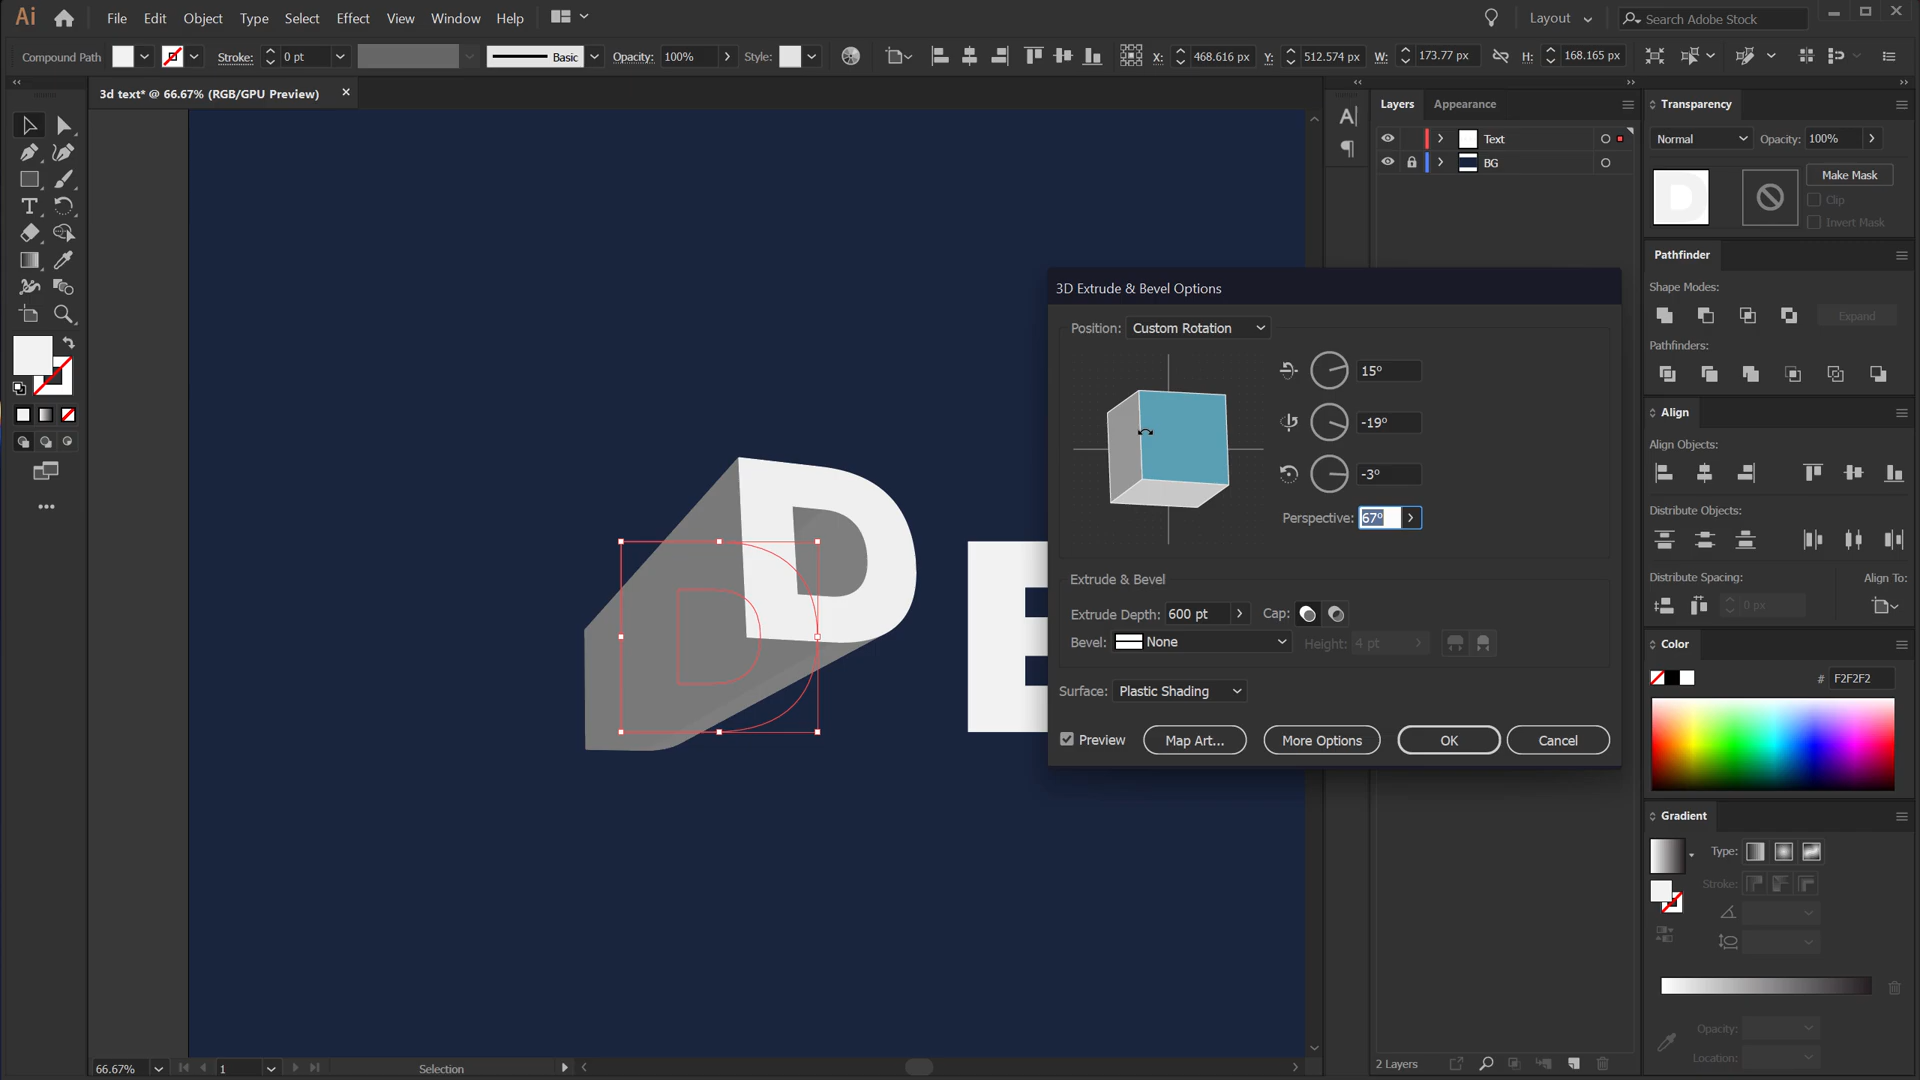 Ai File Edit Object Select Type Select Effect View Window Help Layout Search Adobe Stock
Compound Path Stroke: 0 pt Basic Opacity: 100% Style: X: 468.616 px Y: 512.574 px W: 173.77 px H: 168.165 px
3d text* @ 66.67% (RGB/GPU Preview) ×
Layers Appearance
Text
BG
Transparency
Normal Opacity: 100%
Make Mask
Clip
Invert Mask
Pathfinder
Shape Modes:
Expand
Pathfinders:
Align
Align Objects:
Distribute Objects:
Distribute Spacing: Align To:
0 px
Color
# F2F2F2
Gradient
Type:
Stroke:
Opacity:
Location:
3D Extrude & Bevel Options
Position: Custom Rotation
15°
-19°
-3°
Perspective: 67°
Extrude & Bevel
Extrude Depth: 600 pt Cap:
Bevel: None Height: 4 pt
Surface: Plastic Shading
Preview Map Art... More Options OK Cancel
D E
66.67% 1 Selection
2 Layers